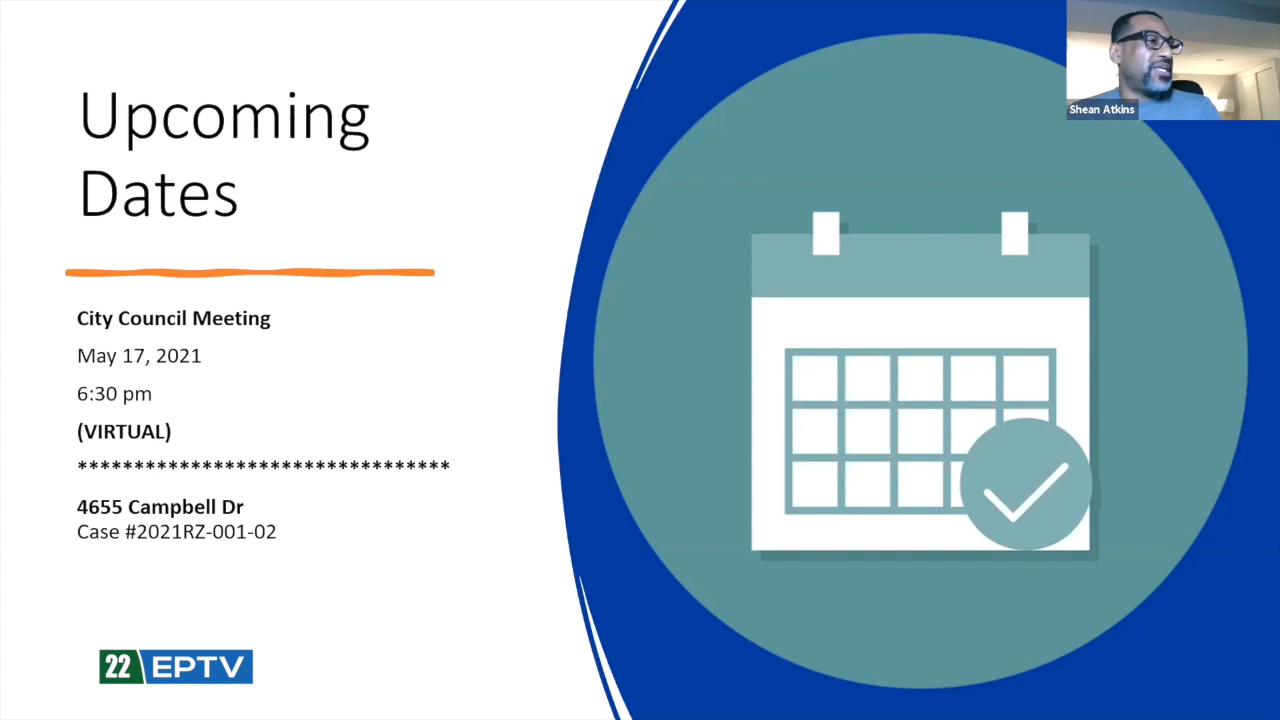 Upcoming
Dates
City Council Meeting
May 17, 2021
6:30 pm
(VIRTUAL)
*********************************
4655 Campbell Dr
Case #2021RZ-001-02
22 EPTV
Shean Atkins